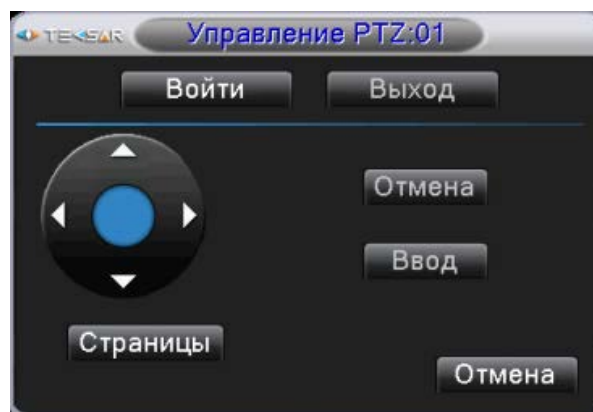 TEKSAR Управление PTZ:01
Войти Выход
Отмена
Ввод
Страницы
Отмена